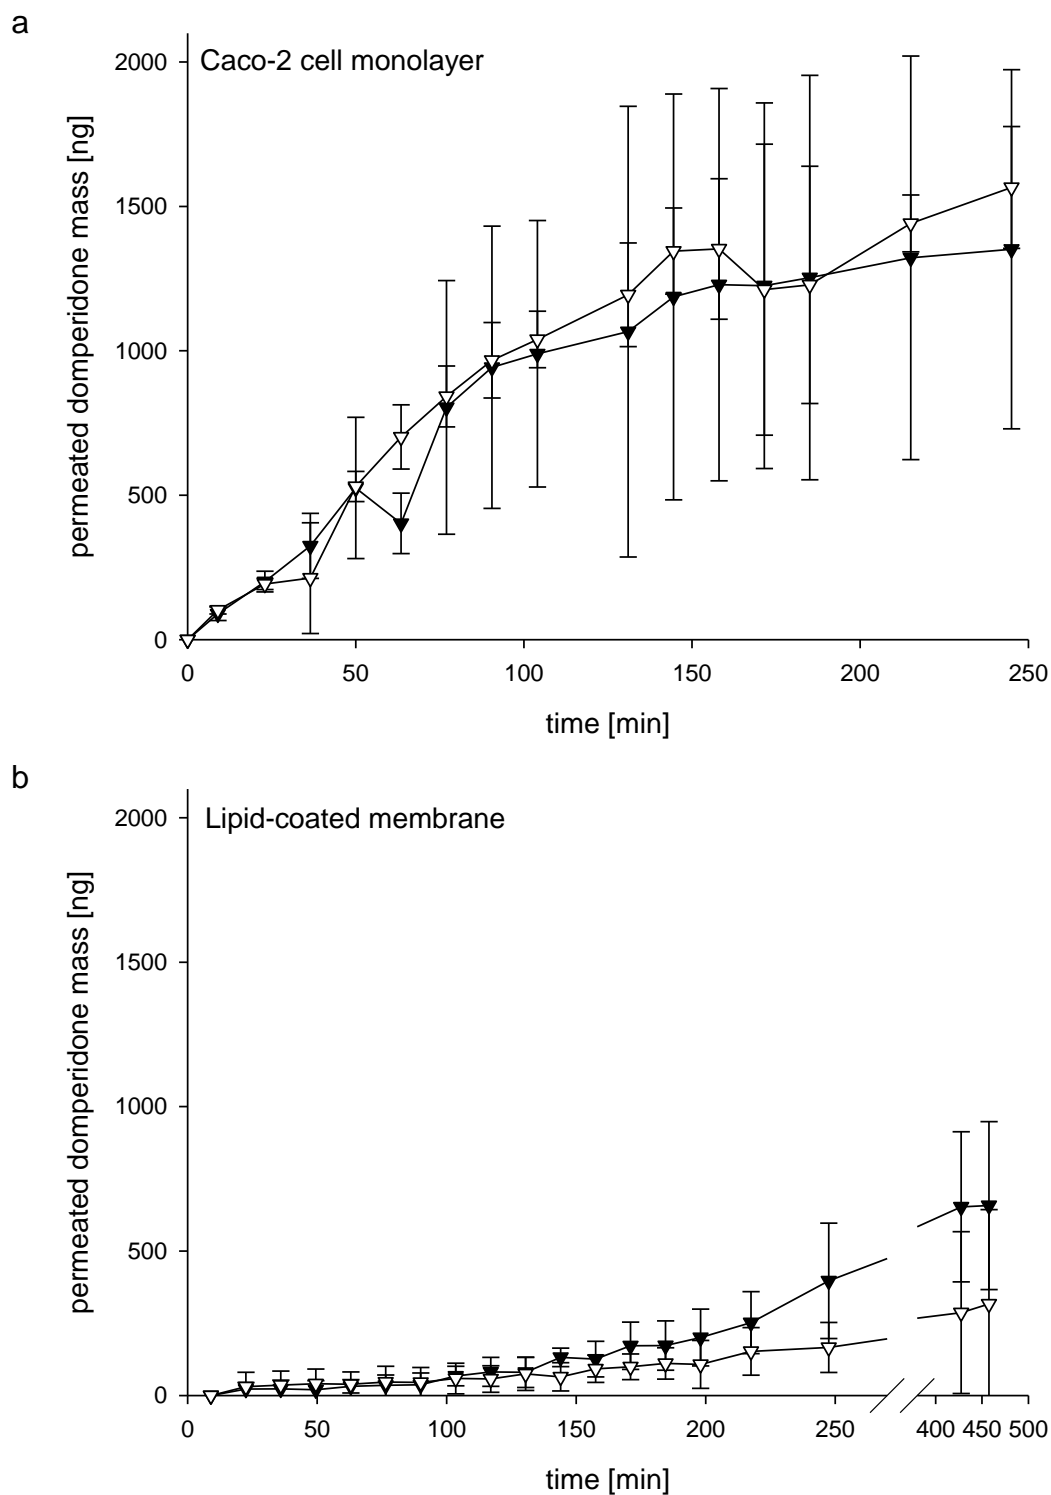 a
Caco-2 cell monolayer
permeated domperidone mass [ng]
2000
1500
1000
500
0
0 50 100 150 200 250
time [min]
b
Lipid-coated membrane
permeated domperidone mass [ng]
2000
1500
1000
500
0
0 50 100 150 200 250 400 450 500
time [min]